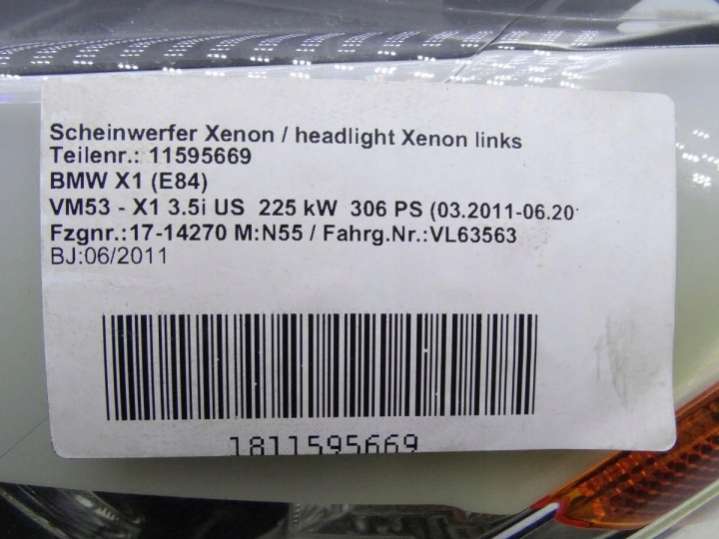 Scheinwerfer Xenon / headlight Xenon links
Teilenr.: 11595669
BMW X1 (E84)
VM53 - X1 3.5i US 225 kW 306 PS (03.2011-06.20
Fzgnr.:17-14270 M:N55 / Fahrg.Nr.:VL63563
BJ:06/2011
1811595669